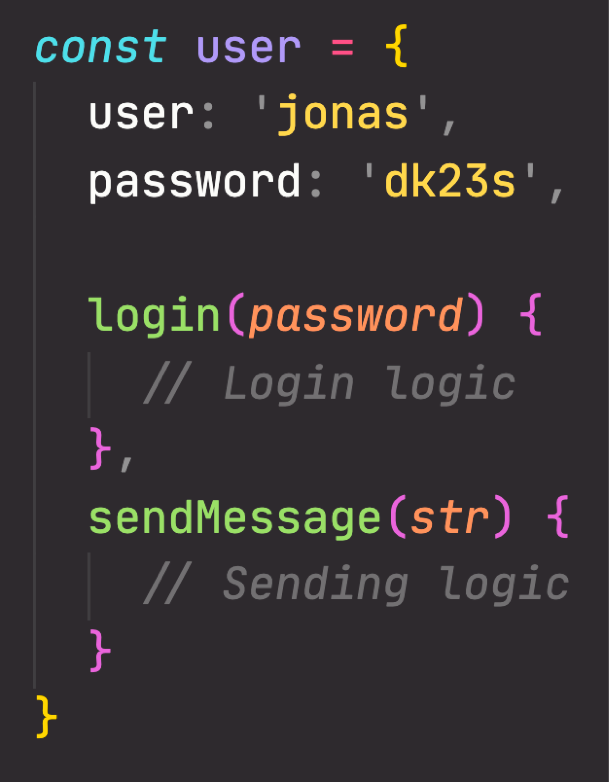 const user = {
user: 'jonas',
password: 'dk23s',
login(password) {
// Login logic
},
sendMessage(str) {
// Sending logic
}
}